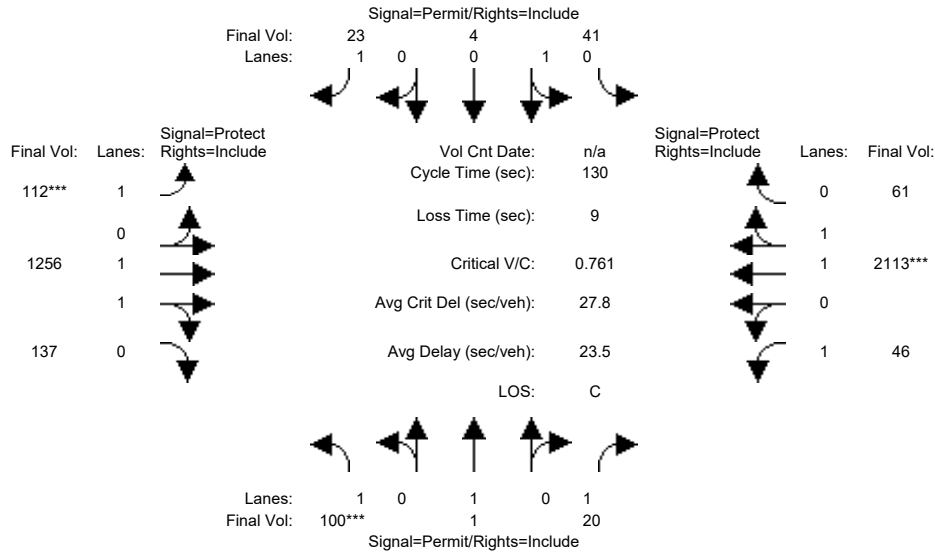 Signal=Permit/Rights=Include
Final Vol: 23 4 41
Lanes: 1 0 0 1 0
Signal=Protect Signal=Protect
Final Vol: Lanes: Rights=Include Vol Cnt Date: n/a Rights=Include Lanes: Final Vol:
Cycle Time (sec): 130
112*** 1 0 61
Loss Time (sec): 9
0 1
1256 1 Critical V/C: 0.761 1 2113***
1 Avg Crit Del (sec/veh): 27.8 0
137 0 Avg Delay (sec/veh): 23.5 1 46
LOS: C
Lanes: 1 0 1 0 1
Final Vol: 100*** 1 20
Signal=Permit/Rights=Include